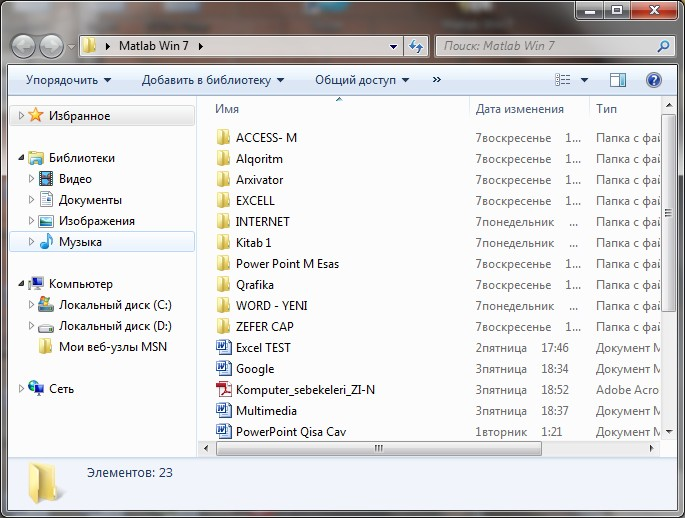 Matlab Win 7
Поиск: Matlab Win 7
Упорядочить Добавить в библиотеку Общий доступ »
Избранное
Библиотеки
Видео
Документы
Изображения
Музыка
Компьютер
Локальный диск (C:)
Локальный диск (D:)
Мои веб-узлы MSN
Сеть
Имя Дата изменения Тип
ACCESS- M 7воскресенье 1... Папка с фай
Alqoritm 7воскресенье 1... Папка с фай
Arxivator 7воскресенье 1... Папка с фай
EXCELL 7воскресенье 1... Папка с фай
INTERNET 7понедельник ... Папка с фай
Kitab 1 7понедельник ... Папка с фай
Power Point M Esas 7воскресенье 1... Папка с фай
Qrafika 7воскресенье 1... Папка с фай
WORD - YENI 7понедельник ... Папка с фай
ZEFER CAP 7воскресенье 1... Папка с фай
Excel TEST 2пятница 17:46 Документ M
Google 3пятница 18:34 Документ M
Komputer_sebekeleri_ZI-N 3пятница 18:52 Adobe Acro
Multimedia 3пятница 18:37 Документ M
PowerPoint Qisa Cav 1вторник 1:21 Документ M
Элементов: 23